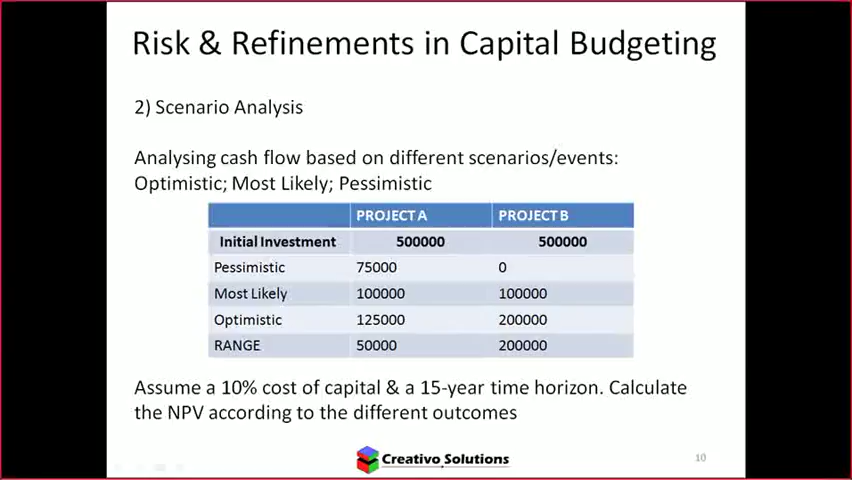 Risk & Refinements in Capital Budgeting
2) Scenario Analysis
Analysing cash flow based on different scenarios/events:
Optimistic; Most Likely; Pessimistic
PROJECT A PROJECT B
Initial Investment 500000 500000
Pessimistic 75000 0
Most Likely 100000 100000
Optimistic 125000 200000
RANGE 50000 200000
Assume a 10% cost of capital & a 15-year time horizon. Calculate
the NPV according to the different outcomes
Creativo Solutions
10